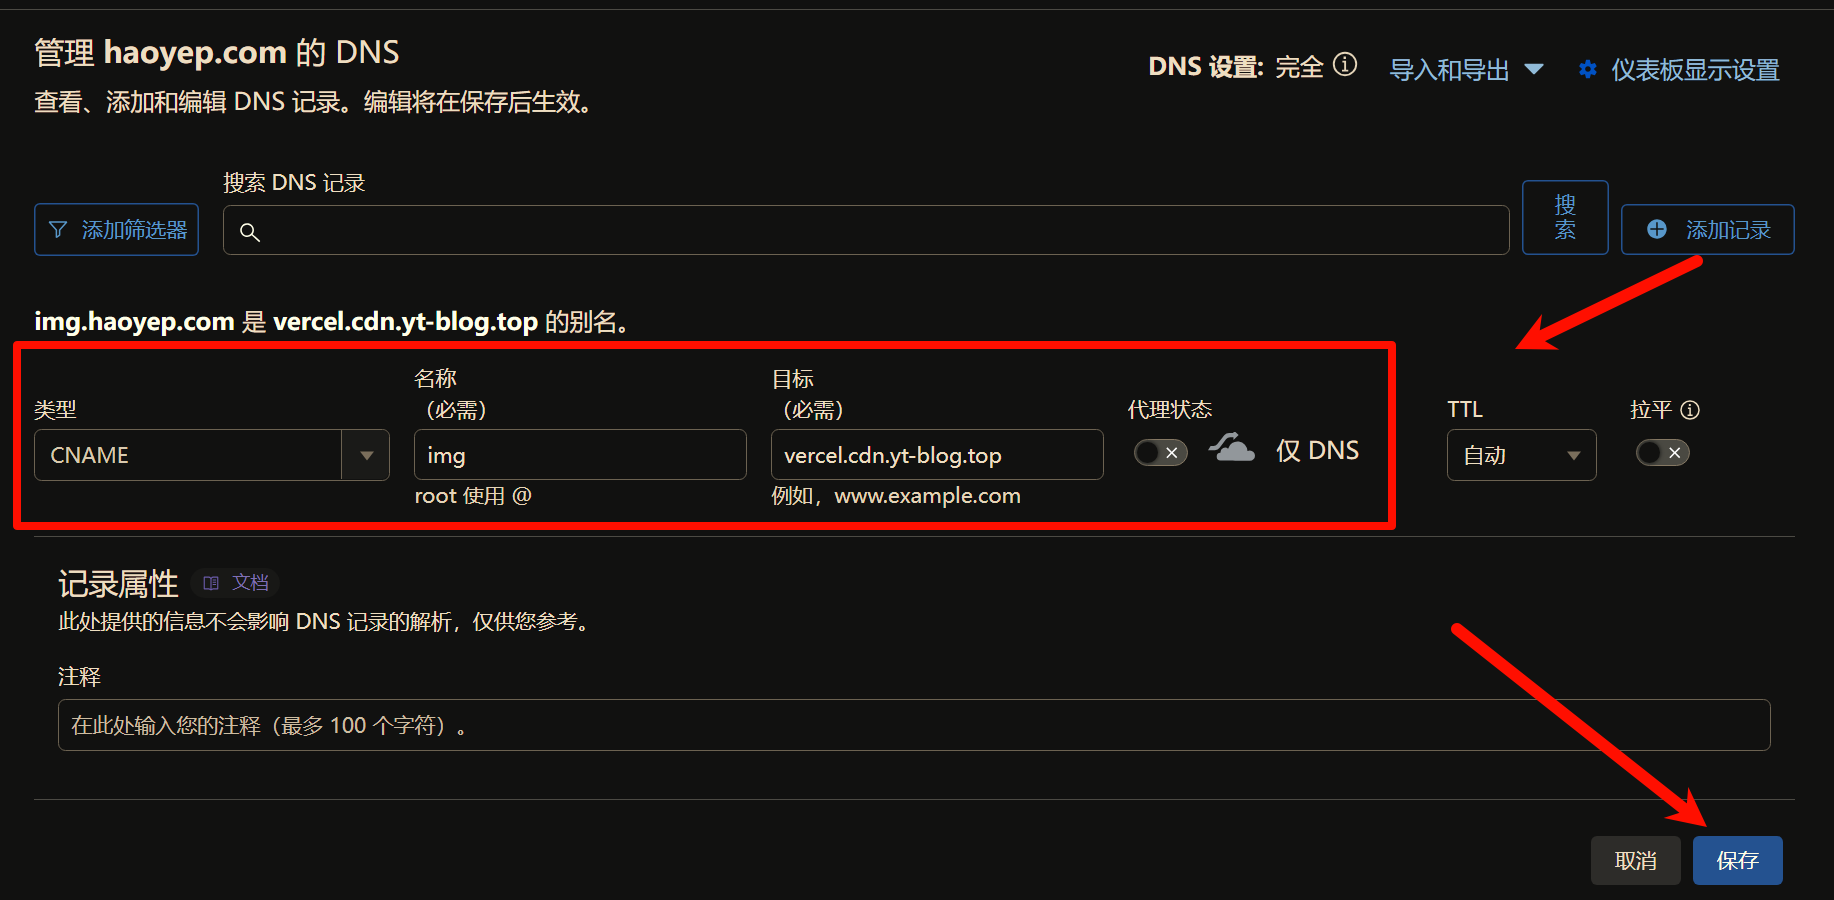 管理 haoyep.com 的 DNS
查看、添加和编辑 DNS 记录。编辑将在保存后生效。
DNS 设置: 完全
导入和导出
仪表板显示设置
搜索 DNS 记录
添加筛选器
搜索
添加记录
img.haoyep.com 是 vercel.cdn.yt-blog.top 的别名。
类型
CNAME
名称
（必需）
img
root 使用 @
目标
（必需）
vercel.cdn.yt-blog.top
例如，www.example.com
代理状态
仅 DNS
TTL
自动
拉平
记录属性 文档
此处提供的信息不会影响 DNS 记录的解析，仅供您参考。
注释
在此处输入您的注释（最多 100 个字符）。
取消
保存